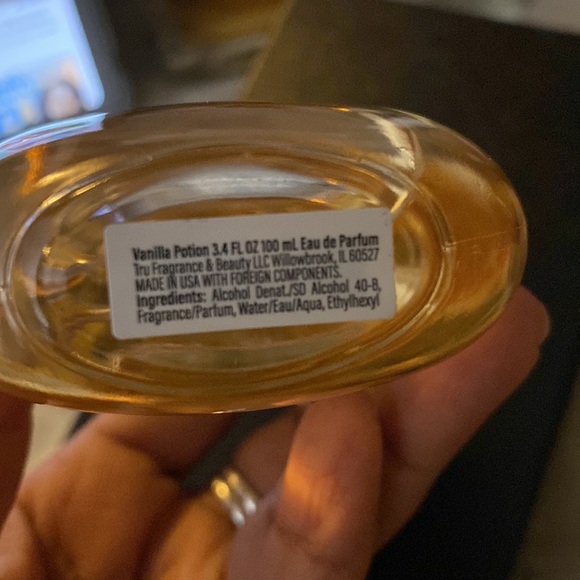 Vanilla Potion 3.4 FL OZ 100 mL Eau de Parfum
Tru Fragrance & Beauty LLC Willowbrook, IL 60527
MADE IN USA WITH FOREIGN COMPONENTS.
Ingredients: Alcohol Denat./SD Alcohol 40-B,
Fragrance/Parfum, Water/Eau/Aqua, Ethylhexyl